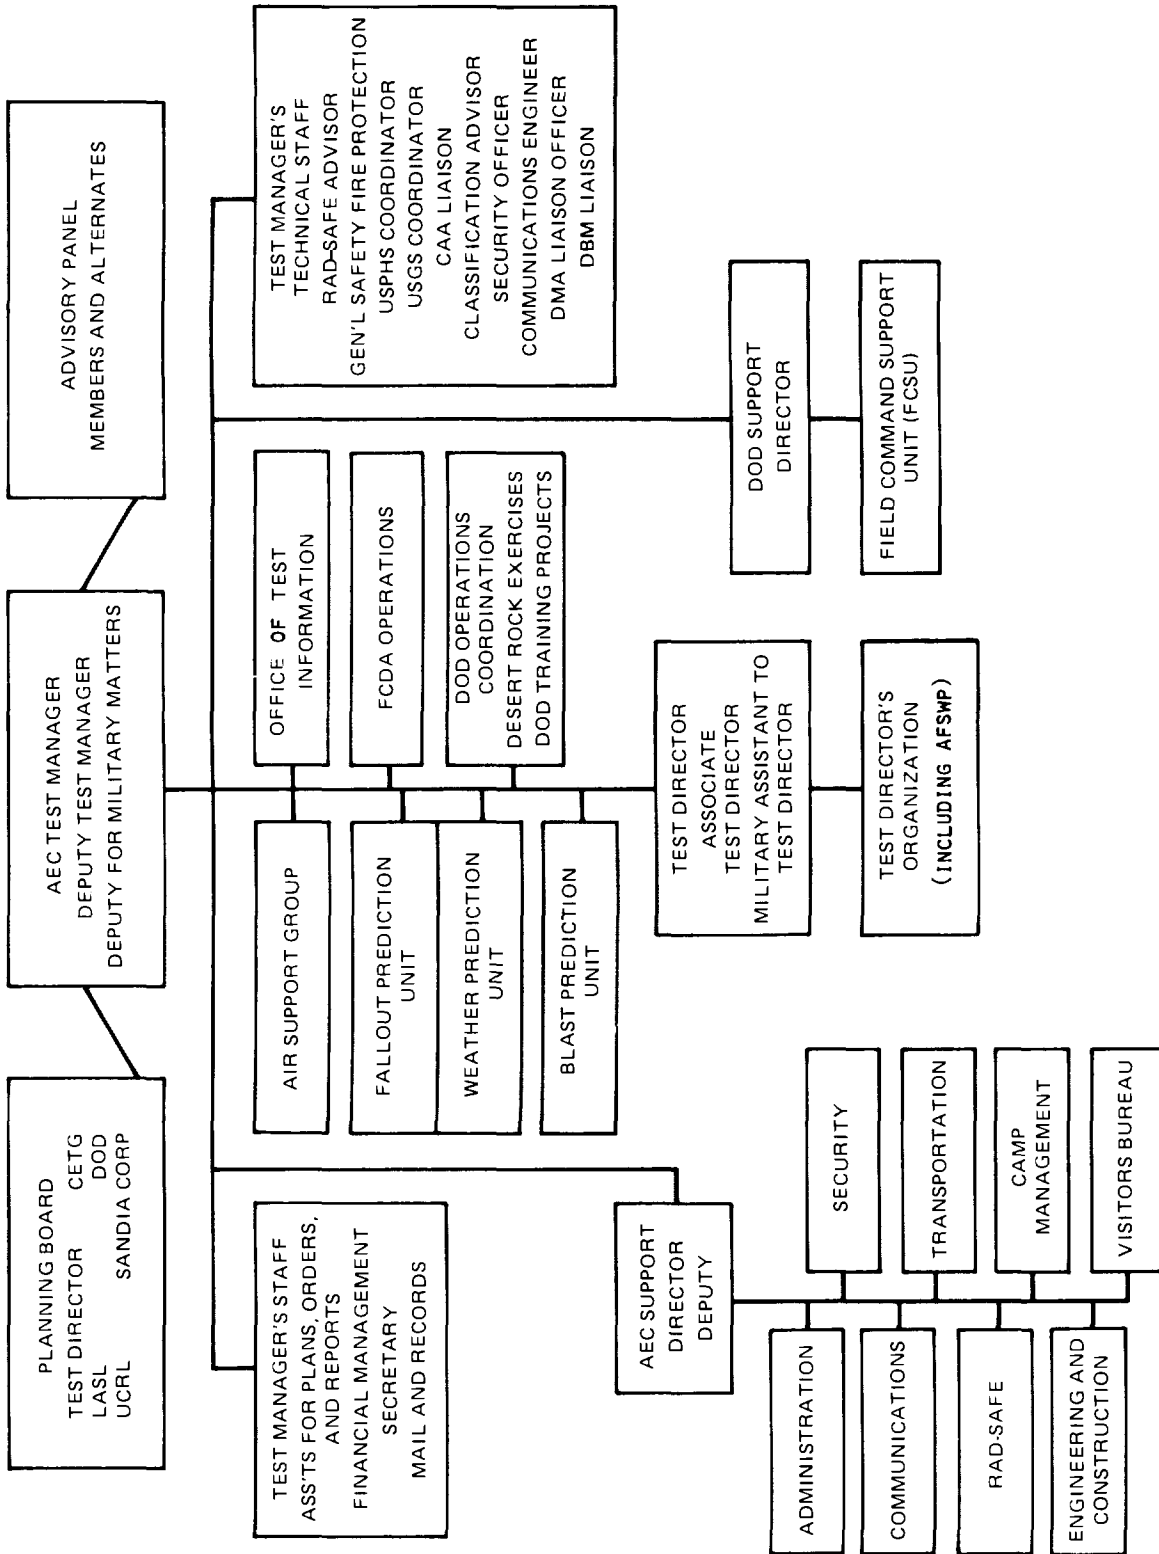 PLANNING BOARD
TEST DIRECTOR CETG
LASL DOD
UCRL SANDIA CORP
AEC TEST MANAGER
DEPUTY TEST MANAGER
DEPUTY FOR MILITARY MATTERS
ADVISORY PANEL
MEMBERS AND ALTERNATES
TEST MANAGER'S STAFF
ASS'TS FOR PLANS, ORDERS,
AND REPORTS
FINANCIAL MANAGEMENT
SECRETARY
MAIL AND RECORDS
AIR SUPPORT GROUP
OFFICE OF TEST
INFORMATION
FALLOUT PREDICTION
UNIT
FCDA OPERATIONS
WEATHER PREDICTION
UNIT
DOD OPERATIONS
COORDINATION
DESERT ROCK EXERCISES
DOD TRAINING PROJECTS
BLAST PREDICTION
UNIT
TEST MANAGER'S
TECHNICAL STAFF
RAD-SAFE ADVISOR
GEN'L SAFETY FIRE PROTECTION
USPHS COORDINATOR
USGS COORDINATOR
CAA LIAISON
CLASSIFICATION ADVISOR
SECURITY OFFICER
COMMUNICATIONS ENGINEER
DMA LIAISON OFFICER
DBM LIAISON
AEC SUPPORT
DIRECTOR
DEPUTY
TEST DIRECTOR
ASSOCIATE
TEST DIRECTOR
MILITARY ASSISTANT TO
TEST DIRECTOR
DOD SUPPORT
DIRECTOR
TEST DIRECTOR'S
ORGANIZATION
(INCLUDING AFSWP)
FIELD COMMAND SUPPORT
UNIT (FCSU)
ADMINISTRATION
SECURITY
COMMUNICATIONS
TRANSPORTATION
RAD-SAFE
CAMP
MANAGEMENT
ENGINEERING AND
CONSTRUCTION
VISITORS BUREAU